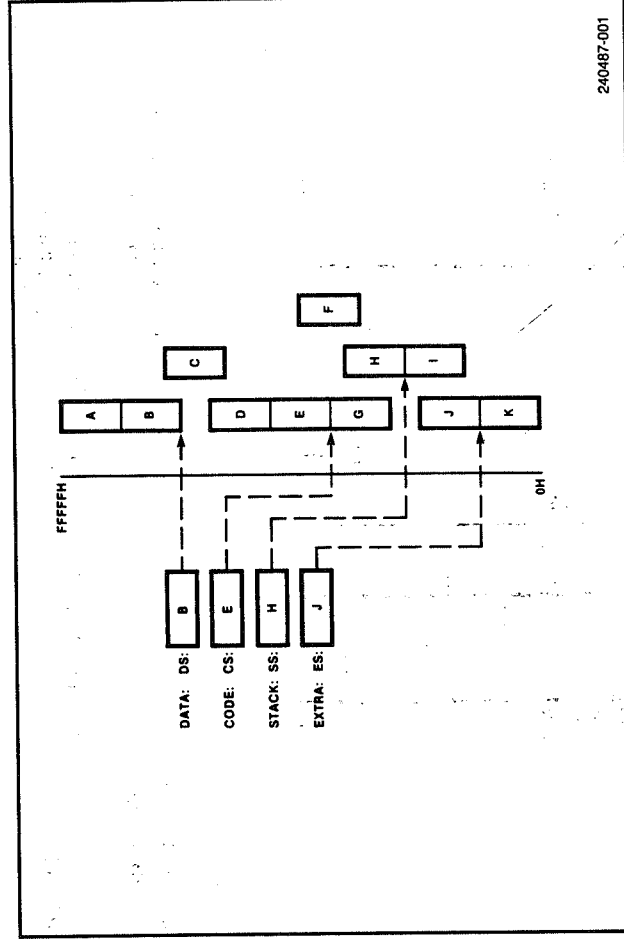 FFFFFH
A
B
C
D
E
G
F
H
I
J
K
0H
DATA: DS: B
CODE: CS: E
STACK: SS: H
EXTRA: ES: J
240487-001